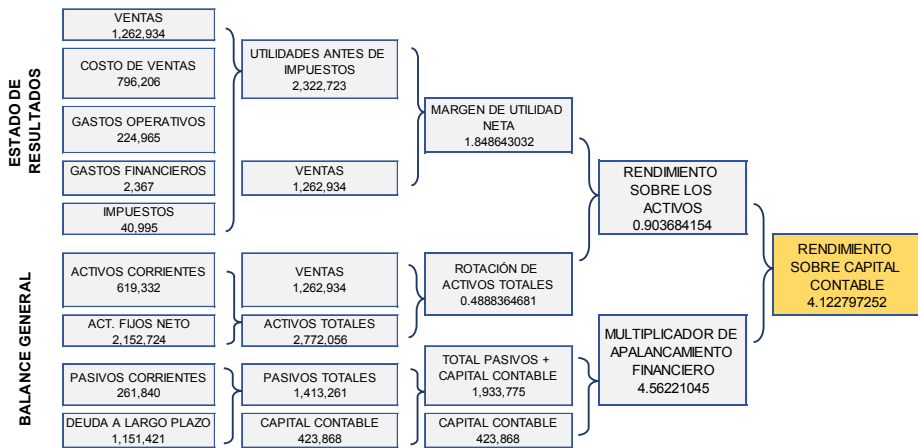 ESTADO DE
RESULTADOS
VENTAS
1,262,934
COSTO DE VENTAS
796,206
GASTOS OPERATIVOS
224,965
GASTOS FINANCIEROS
2,367
IMPUESTOS
40,995
UTILIDADES ANTES DE
IMPUESTOS
2,322,723
VENTAS
1,262,934
MARGEN DE UTILIDAD
NETA
1.848643032
RENDIMIENTO
SOBRE LOS
ACTIVOS
0.903684154
BALANCE GENERAL
ACTIVOS CORRIENTES
619,332
ACT. FIJOS NETO
2,152,724
PASIVOS CORRIENTES
261,840
DEUDA A LARGO PLAZO
1,151,421
VENTAS
1,262,934
ACTIVOS TOTALES
2,772,056
PASIVOS TOTALES
1,413,261
CAPITAL CONTABLE
423,868
ROTACIÓN DE
ACTIVOS TOTALES
0.4888364681
TOTAL PASIVOS +
CAPITAL CONTABLE
1,933,775
CAPITAL CONTABLE
423,868
MULTIPLICADOR DE
APALANCAMIENTO
FINANCIERO
4.56221045
RENDIMIENTO
SOBRE CAPITAL
CONTABLE
4.122797252